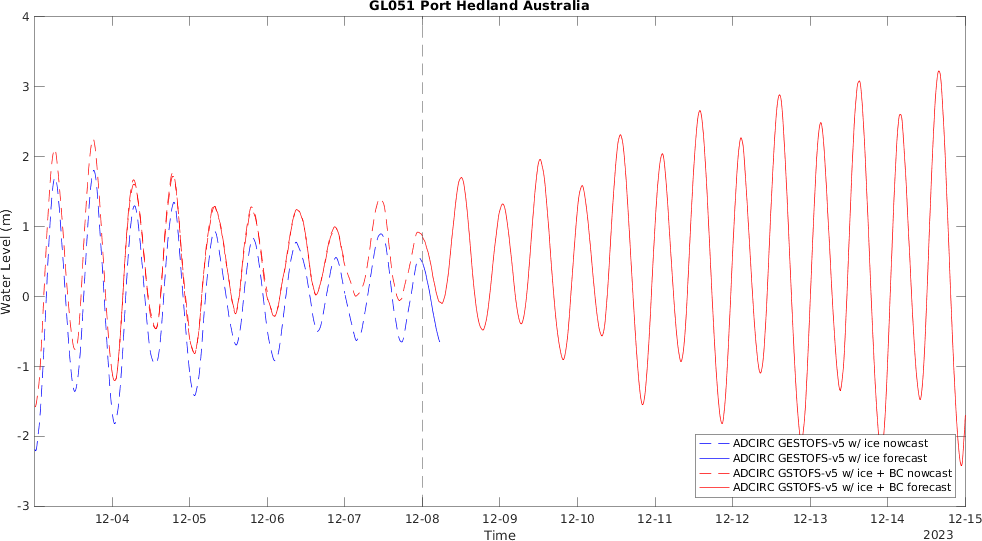 GL051 Port Hedland Australia
4
3
2
1
0
-1
-2
-3
Water Level (m)
ADCIRC GESTOFS-v5 w/ ice nowcast
ADCIRC GESTOFS-v5 w/ ice forecast
ADCIRC GSTOFS-v5 w/ ice + BC nowcast
ADCIRC GSTOFS-v5 w/ ice + BC forecast
12-04 12-05 12-06 12-07 12-08 12-09 12-10 12-11 12-12 12-13 12-14 12-15
Time
2023